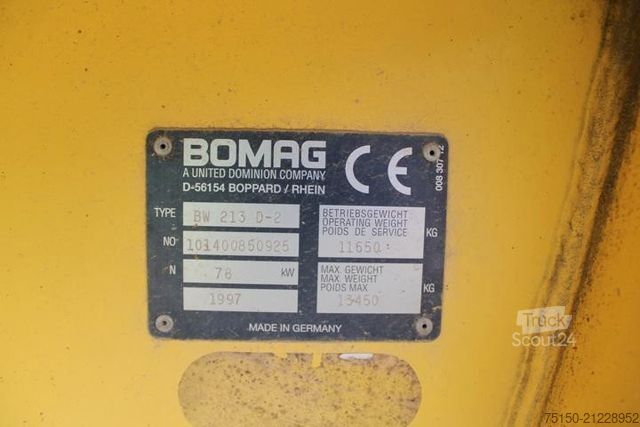 BOMAG
A UNITED DOMINION COMPANY
D-56154 BOPPARD / RHEIN
CE
008 307 12
TYPE BW 213 D-2
NO 101400850925
N 78 kW
1997
BETRIEBSGEWICHT
OPERATING WEIGHT
POIDS DE SERVICE
11650 KG
MAX. GEWICHT
MAX. WEIGHT
POIDS MAX
13450 KG
MADE IN GERMANY
Truck
Scout24
75150-21228952